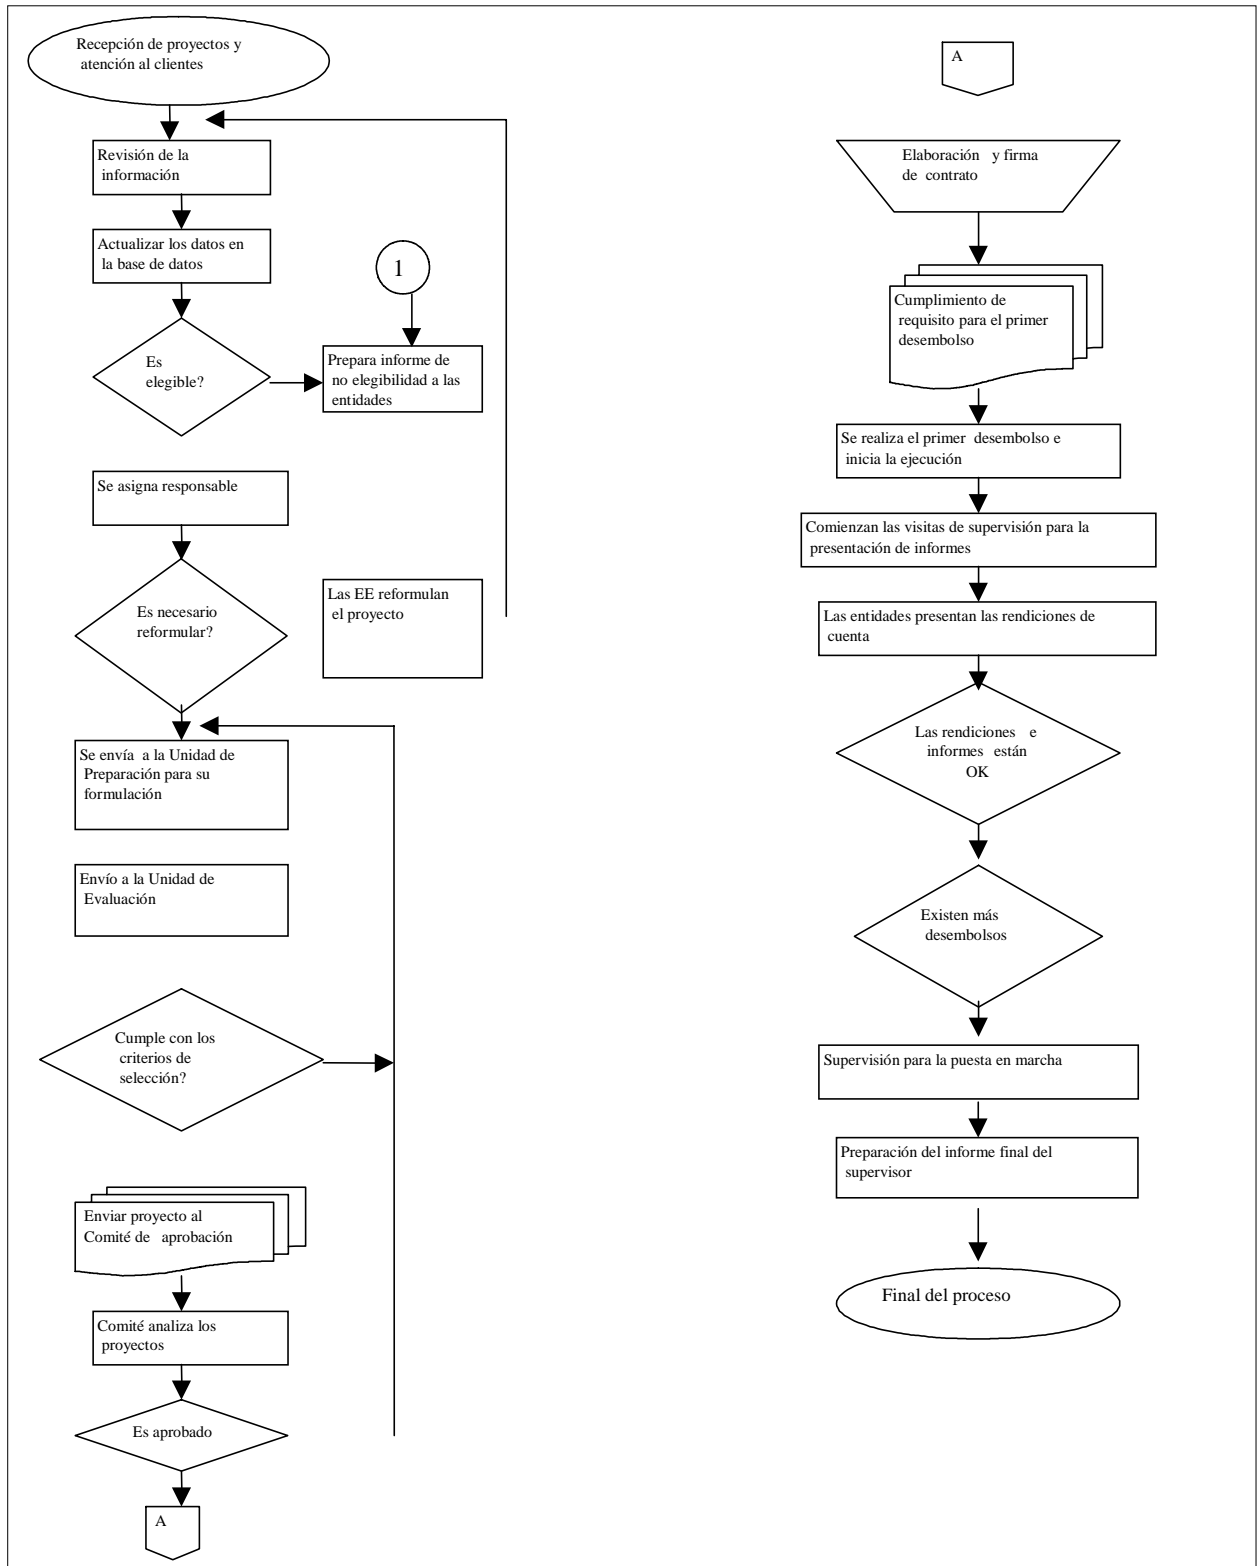 Recepción de proyectos y
atención al clientes
Revisión de la
información
Actualizar los datos en
la base de datos
1
Es
elegible?
Prepara informe de
no elegibilidad a las
entidades
Se asigna responsable
Es necesario
reformular?
Las EE reformulan
el proyecto
Se envía a la Unidad de
Preparación para su
formulación
Envío a la Unidad de
Evaluación
Cumple con los
criterios de
selección?
Enviar proyecto al
Comité de aprobación
Comité analiza los
proyectos
Es aprobado
A
A
Elaboración y firma
de contrato
Cumplimiento de
requisito para el primer
desembolso
Se realiza el primer desembolso e
inicia la ejecución
Comienzan las visitas de supervisión para la
presentación de informes
Las entidades presentan las rendiciones de
cuenta
Las rendiciones e
informes están
OK
Existen más
desembolsos
Supervisión para la puesta en marcha
Preparación del informe final del
supervisor
Final del proceso